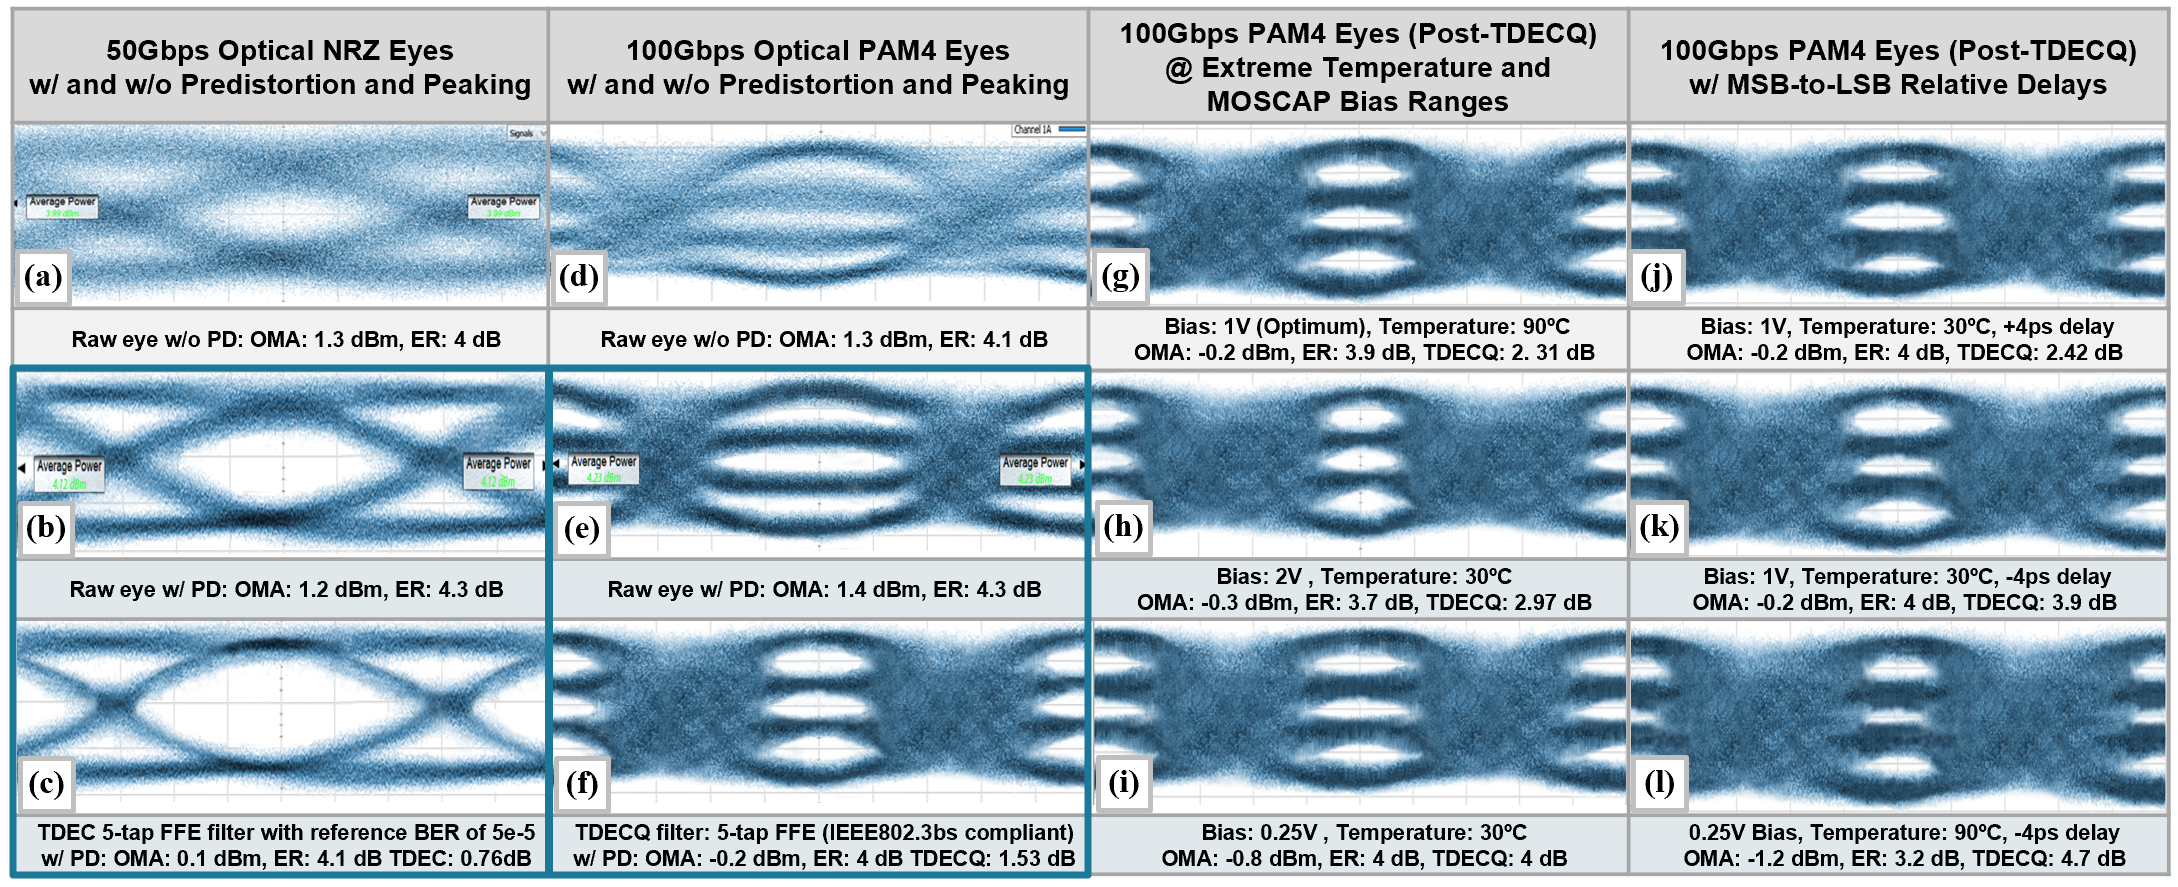 50Gbps Optical NRZ Eyes
w/ and w/o Predistortion and Peaking
100Gbps Optical PAM4 Eyes
w/ and w/o Predistortion and Peaking
100Gbps PAM4 Eyes (Post-TDECQ)
@ Extreme Temperature and
MOSCAP Bias Ranges
100Gbps PAM4 Eyes (Post-TDECQ)
w/ MSB-to-LSB Relative Delays
Signals
Average Power
3.99 dBm
Average Power
3.99 dBm
(a)
Channel 1A
(d)
(g)
(j)
Raw eye w/o PD: OMA: 1.3 dBm, ER: 4 dB
Raw eye w/o PD: OMA: 1.3 dBm, ER: 4.1 dB
Bias: 1V (Optimum), Temperature: 90ºC
OMA: -0.2 dBm, ER: 3.9 dB, TDECQ: 2. 31 dB
Bias: 1V, Temperature: 30ºC, +4ps delay
OMA: -0.2 dBm, ER: 4 dB, TDECQ: 2.42 dB
Average Power
4.12 dBm
Average Power
4.12 dBm
(b)
Average Power
4.23 dBm
Average Power
4.23 dBm
(e)
(h)
(k)
Raw eye w/ PD: OMA: 1.2 dBm, ER: 4.3 dB
Raw eye w/ PD: OMA: 1.4 dBm, ER: 4.3 dB
Bias: 2V , Temperature: 30ºC
OMA: -0.3 dBm, ER: 3.7 dB, TDECQ: 2.97 dB
Bias: 1V, Temperature: 30ºC, -4ps delay
OMA: -0.2 dBm, ER: 4 dB, TDECQ: 3.9 dB
(c)
(f)
(i)
(l)
TDEC 5-tap FFE filter with reference BER of 5e-5
w/ PD: OMA: 0.1 dBm, ER: 4.1 dB TDEC: 0.76dB
TDECQ filter: 5-tap FFE (IEEE802.3bs compliant)
w/ PD: OMA: -0.2 dBm, ER: 4 dB TDECQ: 1.53 dB
Bias: 0.25V , Temperature: 30ºC
OMA: -0.8 dBm, ER: 4 dB, TDECQ: 4 dB
0.25V Bias, Temperature: 90ºC, -4ps delay
OMA: -1.2 dBm, ER: 3.2 dB, TDECQ: 4.7 dB